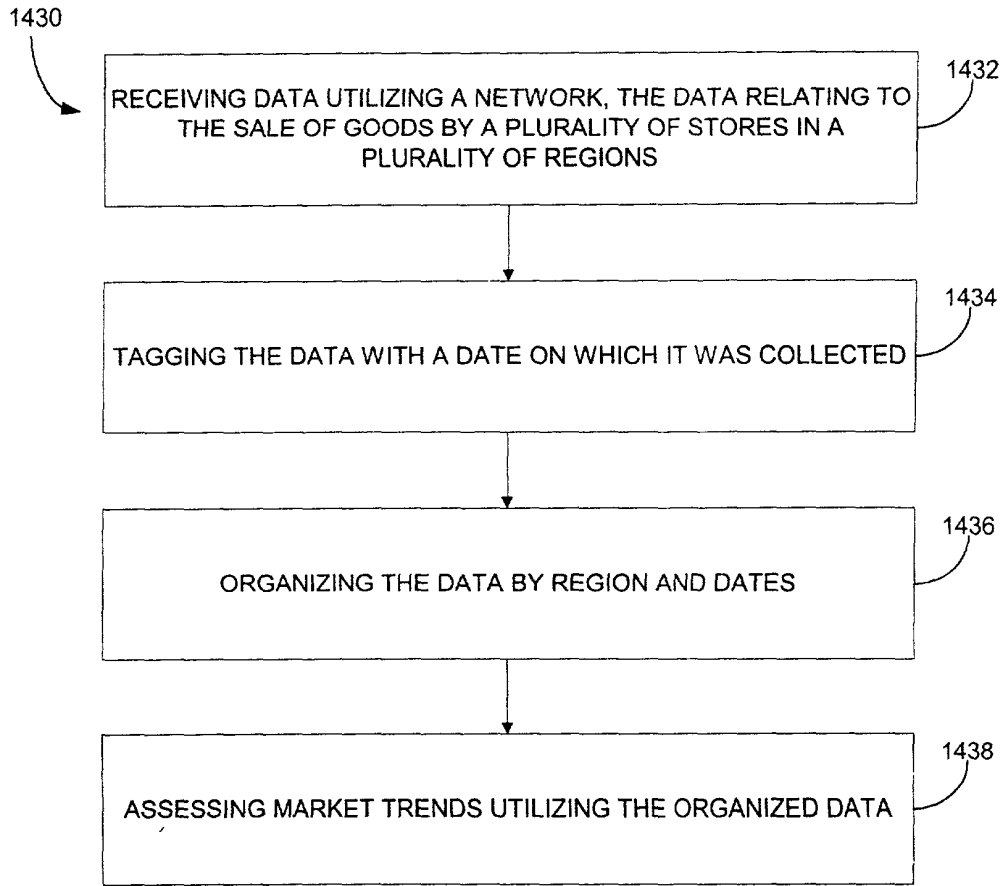 1430
1432
RECEIVING DATA UTILIZING A NETWORK, THE DATA RELATING TO
THE SALE OF GOODS BY A PLURALITY OF STORES IN A
PLURALITY OF REGIONS
1434
TAGGING THE DATA WITH A DATE ON WHICH IT WAS COLLECTED
1436
ORGANIZING THE DATA BY REGION AND DATES
1438
ASSESSING MARKET TRENDS UTILIZING THE ORGANIZED DATA